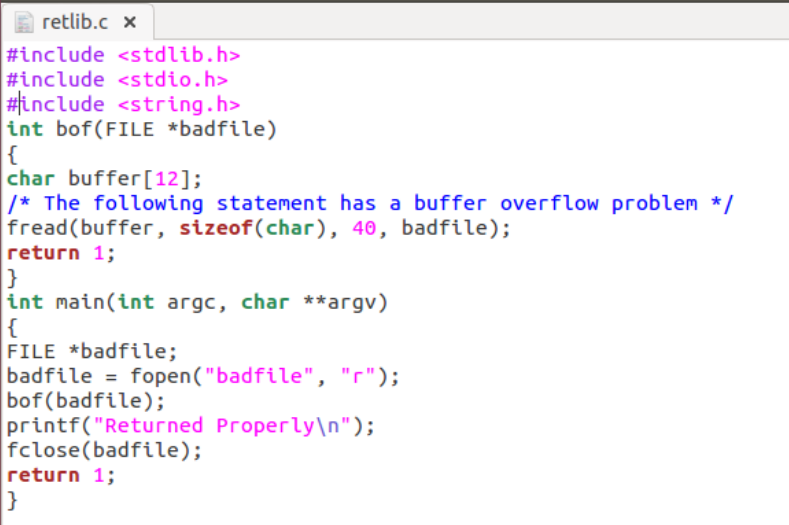 retlib.c ×
#include <stdlib.h>
#include <stdio.h>
#include <string.h>
int bof(FILE *badfile)
{
char buffer[12];
/* The following statement has a buffer overflow problem */
fread(buffer, sizeof(char), 40, badfile);
return 1;
}
int main(int argc, char **argv)
{
FILE *badfile;
badfile = fopen("badfile", "r");
bof(badfile);
printf("Returned Properly\n");
fclose(badfile);
return 1;
}